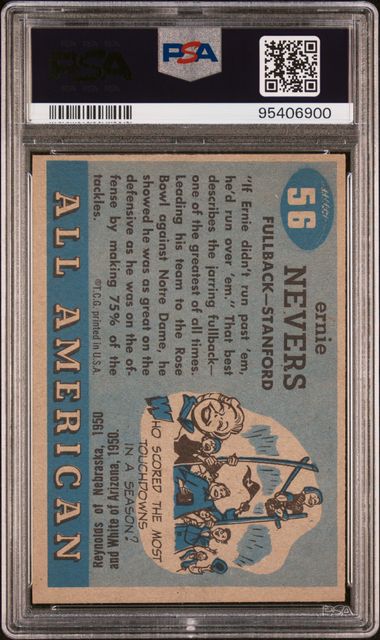 PSA
PSA
95406900
56
ernie
NEVERS
FULLBACK—STANFORD
"If Ernie didn't run past 'em,
he'd run over 'em." That best
describes the jarring fullback—
one of the greatest of all times.
Leading his team to the Rose
Bowl against Notre Dame, he
showed he was as great on the
defensive as he was on the of-
fense by making 75% of the
tackles.
©T.C.G. printed in U.S.A.
WHO SCORED THE MOST
TOUCHDOWNS
IN A SEASON?
Reynolds of Nebraska, 1950
and White of Ariz. 1950.
ALL AMERICAN
PSA